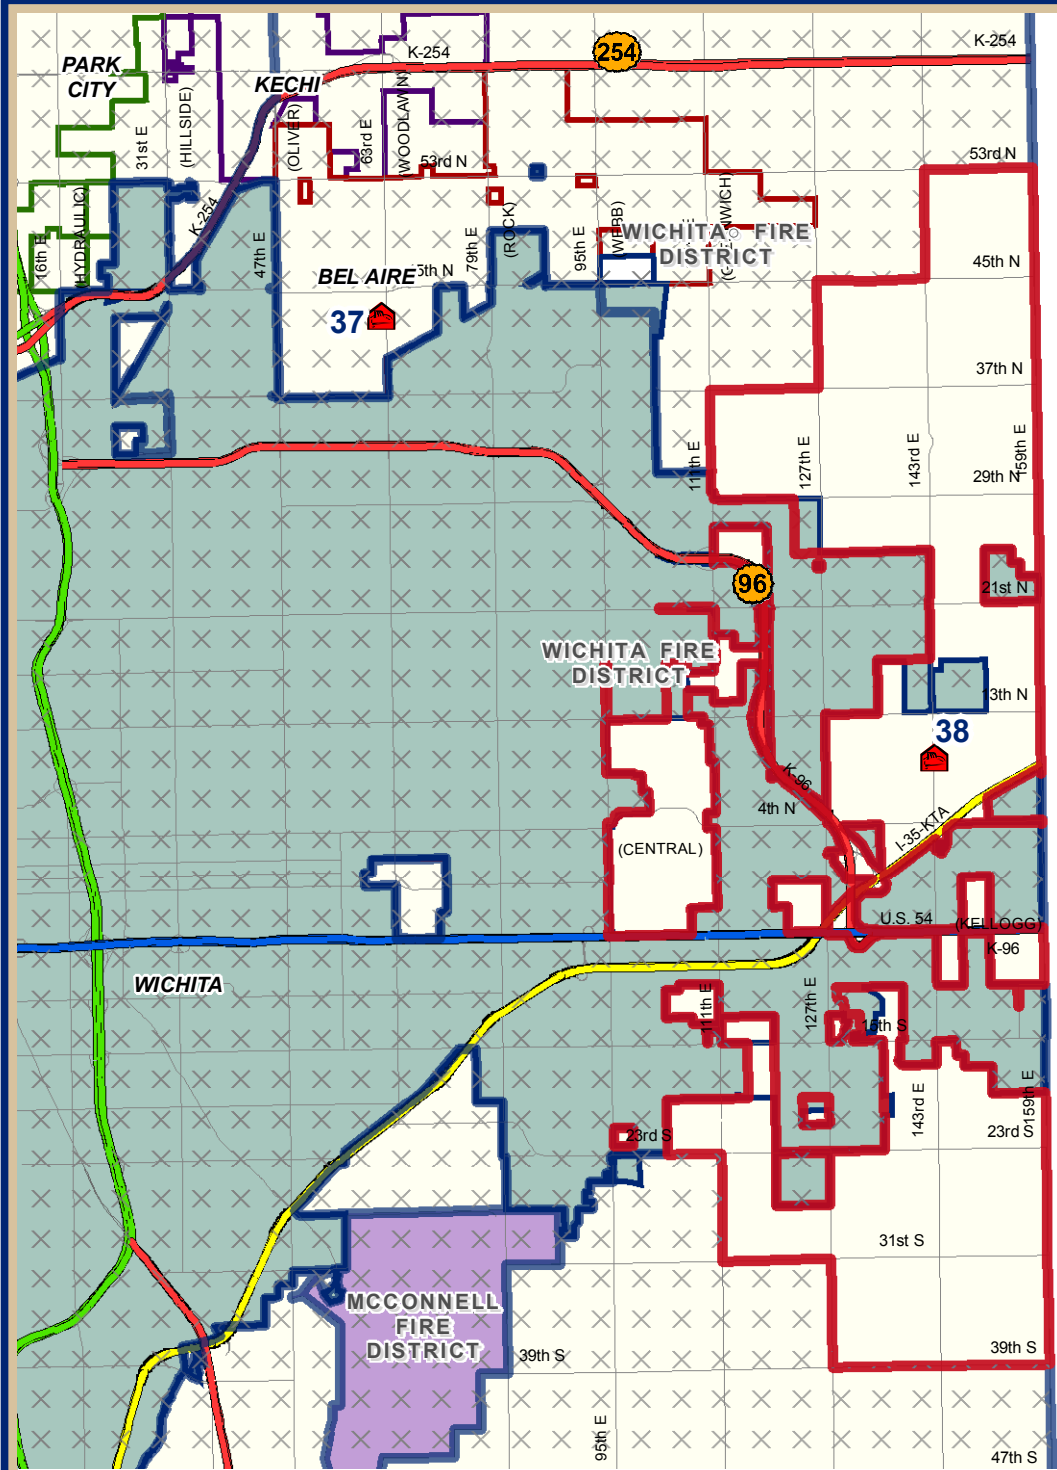 K-254
K-254
254
PARK
CITY
KECHI
31st E
(HILLSIDE)
(OLIVER)
63rd E
(WOODLAWN)
53rd N
53rd N
16th E
(HYDRAULIC)
K-254
47th E
79th E
(ROCK)
95th E
(WEBB)
WICHITA FIRE
DISTRICT
45th N
BEL AIRE
5th N
37
37th N
111th E
127th E
143rd E
159th E
29th N
96
21st N
WICHITA FIRE
DISTRICT
13th N
38
K-96
4th N
I-35-KTA
(CENTRAL)
U.S. 54
(KELLOGG)
K-96
WICHITA
111th E
127th E
15th S
143rd E
159th E
23rd S
23rd S
31st S
MCCONNELL
FIRE
DISTRICT
39th S
39th S
95th E
47th S